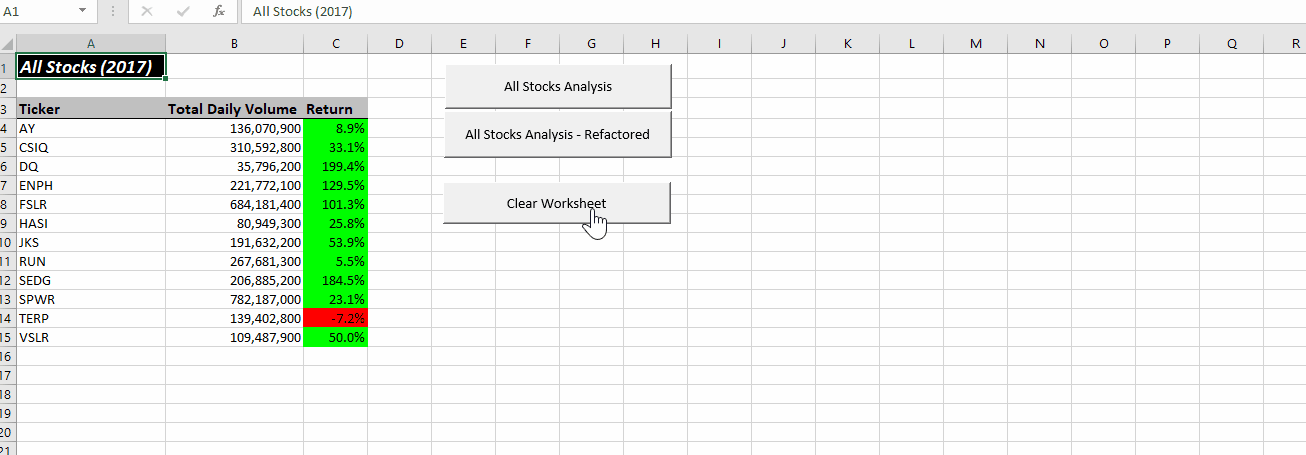 A1 fx All Stocks (2017)
A B C D E F G H I J K L M N O P Q R
1 All Stocks (2017)
2
3 Ticker Total Daily Volume Return
4 AY 136,070,900 8.9%
5 CSIQ 310,592,800 33.1%
6 DQ 35,796,200 199.4%
7 ENPH 221,772,100 129.5%
8 FSLR 684,181,400 101.3%
9 HASI 80,949,300 25.8%
10 JKS 191,632,200 53.9%
11 RUN 267,681,300 5.5%
12 SEDG 206,885,200 184.5%
13 SPWR 782,187,000 23.1%
14 TERP 139,402,800 -7.2%
15 VSLR 109,487,900 50.0%
16
17
18
19
20
21
All Stocks Analysis
All Stocks Analysis - Refactored
Clear Worksheet